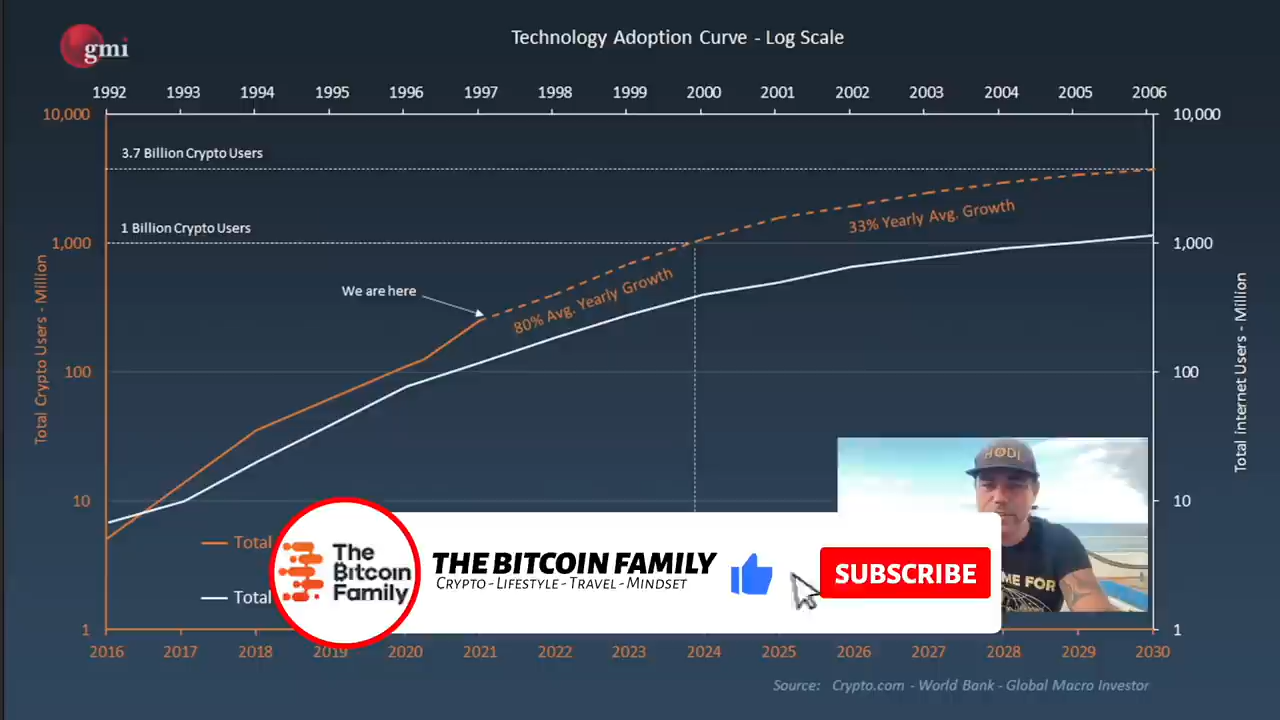 gmi
Technology Adoption Curve - Log Scale
1992 1993 1994 1995 1996 1997 1998 1999 2000 2001 2002 2003 2004 2005 2006
10,000 10,000
3.7 Billion Crypto Users
1 Billion Crypto Users
33% Yearly Avg. Growth
1,000 1,000
We are here
80% Avg. Yearly Growth
Total Crypto Users - Million
Total internet Users - Million
100 100
10 10
HODL
Total
The Bitcoin Family
THE BITCOIN FAMILY
CRYPTO - LIFESTYLE - TRAVEL - MINDSET
SUBSCRIBE
ME FOR
Total
1 1
2016 2017 2018 2019 2020 2021 2022 2023 2024 2025 2026 2027 2028 2029 2030
Source: Crypto.com - World Bank - Global Macro Investor